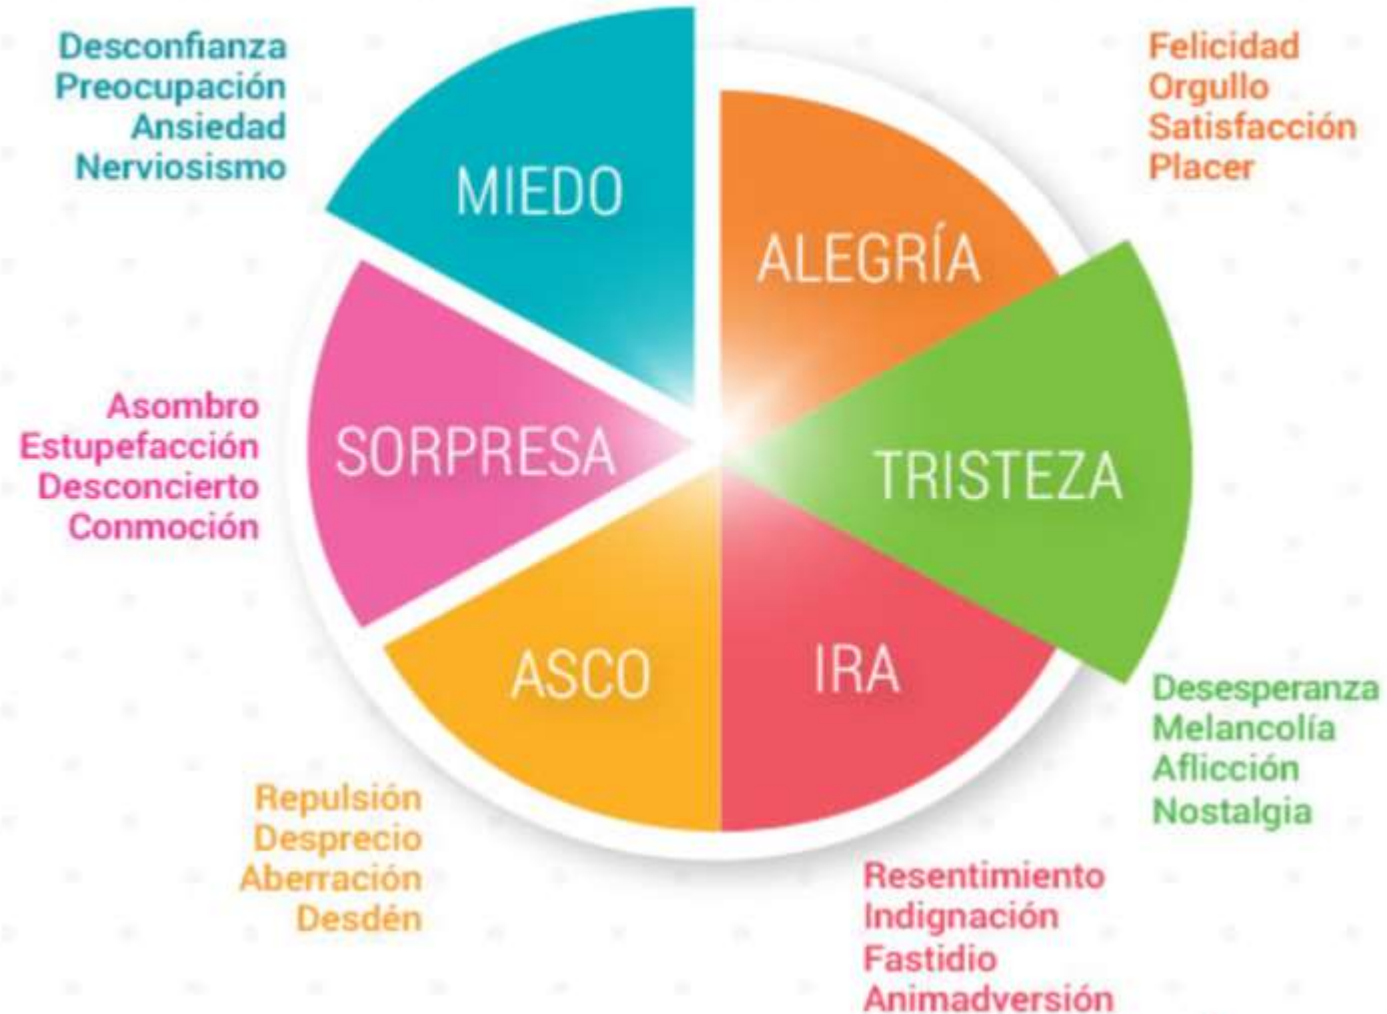 Desconfianza
Preocupación
Ansiedad
Nerviosismo
MIEDO
Felicidad
Orgullo
Satisfacción
Placer
ALEGRÍA
Asombro
Estupefacción
Desconcierto
Conmoción
SORPRESA
TRISTEZA
Desesperanza
Melancolía
Aflicción
Nostalgia
ASCO
Repulsión
Desprecio
Aberración
Desdén
IRA
Resentimiento
Indignación
Fastidio
Animadversión